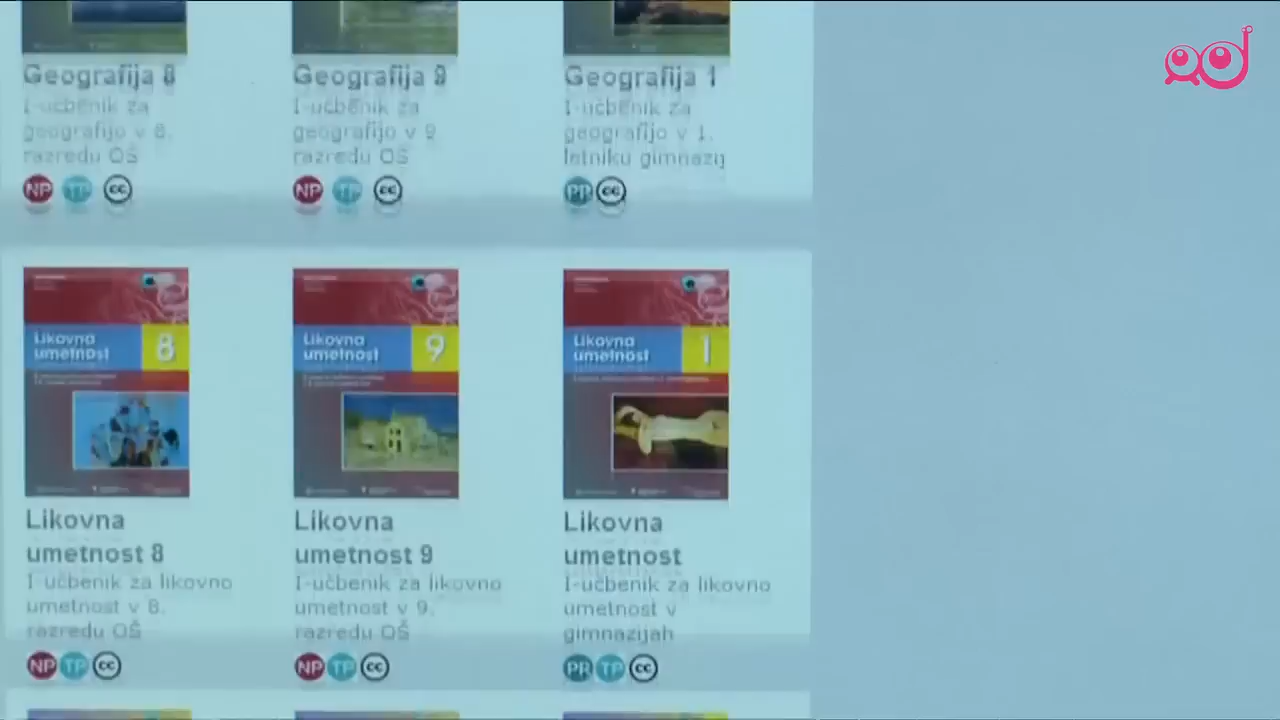 Geografija 8
I-učbenik za
geografijo v 8.
razredu OŠ
NP TP cc
Geografija 9
I-učbenik za
geografijo v 9.
razredu OŠ
NP TP cc
Geografija 1
I-učbenik za
geografijo v 1.
letniku gimnazij
PP cc
Likovna
umetnost 8
Likovna
umetnost 8
I-učbenik za likovno
umetnost v 8.
razredu OŠ
NP TP cc
Likovna
umetnost 9
Likovna
umetnost 9
I-učbenik za likovno
umetnost v 9.
razredu OŠ
NP TP cc
Likovna
umetnost 1
Likovna
umetnost
I-učbenik za likovno
umetnost v
gimnazijah
PP TP cc